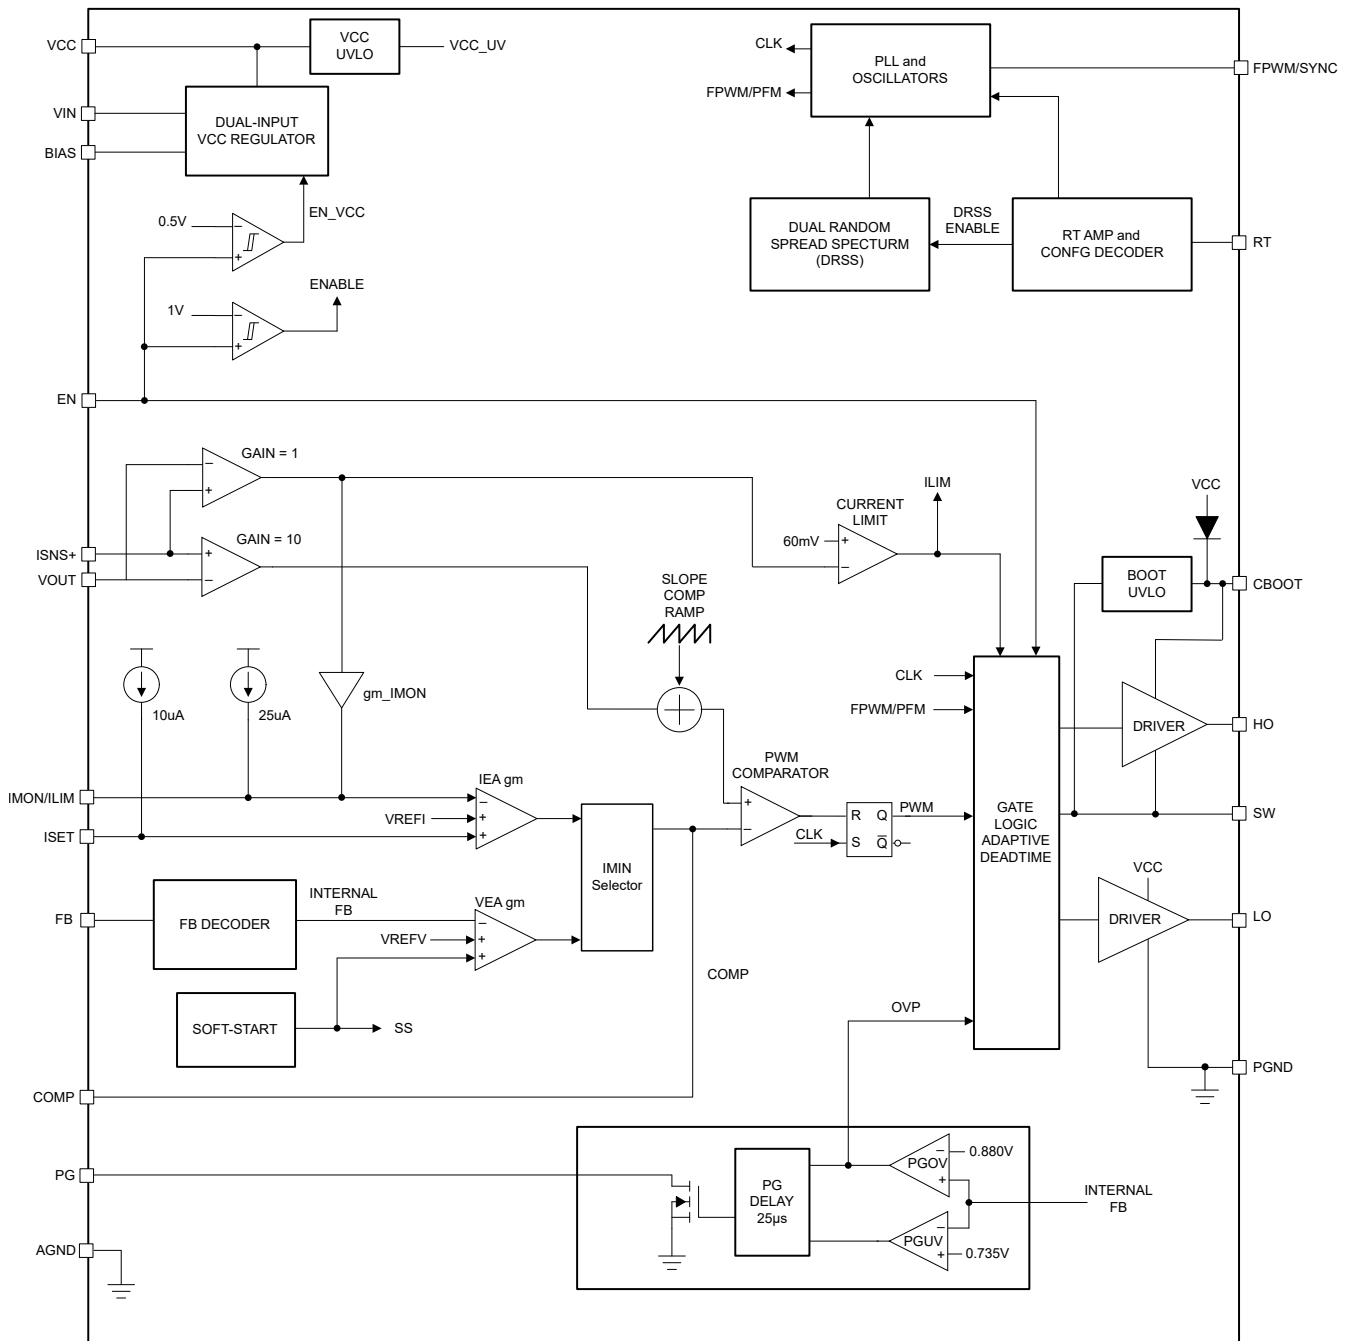 VCC
VCC
UVLO
VCC_UV
VIN
BIAS
DUAL-INPUT
VCC REGULATOR
0.5V
−
+
EN_VCC
1V
−
+
ENABLE
EN
CLK
FPWM/PFM
PLL and
OSCILLATORS
FPWM/SYNC
DUAL RANDOM
SPREAD SPECTURM
(DRSS)
DRSS
ENABLE
RT AMP and
CONFG DECODER
RT
GAIN = 1
−
+
ISNS+
VOUT
GAIN = 10
+
−
CURRENT
LIMIT
60mV
+
−
ILIM
VCC
BOOT
UVLO
CBOOT
SLOPE
COMP
RAMP
10uA
25uA
gm_IMON
CLK
FPWM/PFM
DRIVER
HO
IMON/ILIM
ISET
IEA gm
−
VREFI
+
+
IMIN
Selector
PWM
COMPARATOR
+
−
R Q
S Q
CLK
PWM
GATE
LOGIC
ADAPTIVE
DEADTIME
SW
VCC
DRIVER
LO
FB
FB DECODER
INTERNAL
FB
VEA gm
−
VREFV
+
+
SOFT-START
SS
COMP
OVP
PGND
COMP
PG
PG
DELAY
25µs
PGOV
−
+
0.880V
INTERNAL
FB
PGUV
−
+
0.735V
AGND